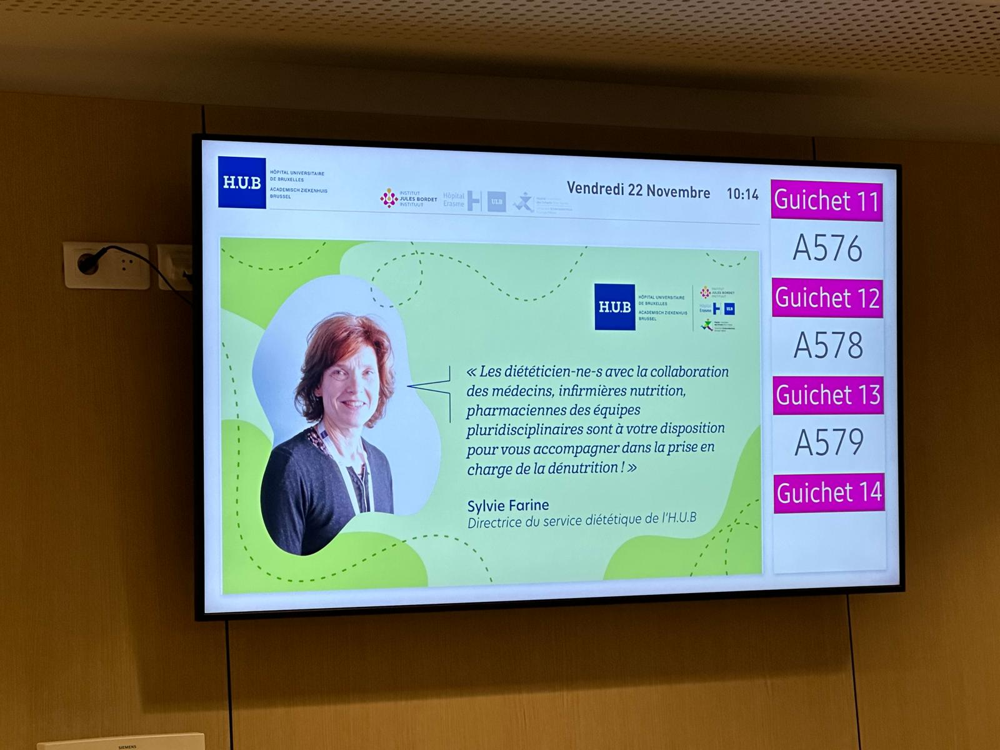 H.U.B
HÔPITAL UNIVERSITAIRE
DE BRUXELLES
ACADEMISCH ZIEKENHUIS
BRUSSEL
INSTITUT
JULES BORDET
INSTITUUT
Hôpital
Erasme
ULB
Vendredi 22 Novembre 10:14
H.U.B
HÔPITAL UNIVERSITAIRE
DE BRUXELLES
ACADEMISCH ZIEKENHUIS
BRUSSEL
INSTITUT
JULES BORDET
INSTITUUT
Hôpital
Erasme
ULB
« Les diététicien-ne-s avec la collaboration
des médecins, infirmières nutrition,
pharmaciennes des équipes
pluridisciplinaires sont à votre disposition
pour vous accompagner dans la prise en
charge de la dénutrition ! »
Sylvie Farine
Directrice du service diététique de l'H.U.B
Guichet 11
A576
Guichet 12
A578
Guichet 13
A579
Guichet 14
SIEMENS